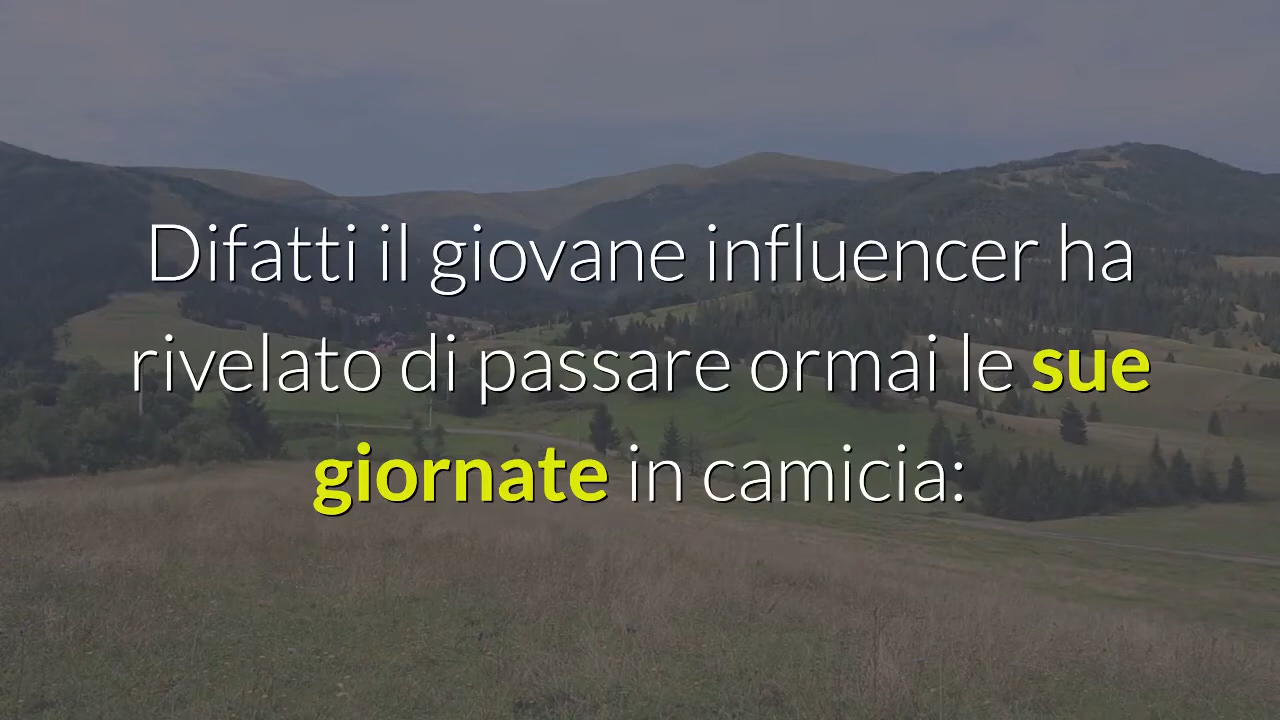 Difatti il giovane influencer ha
rivelato di passare ormai le sue
giornate in camicia: